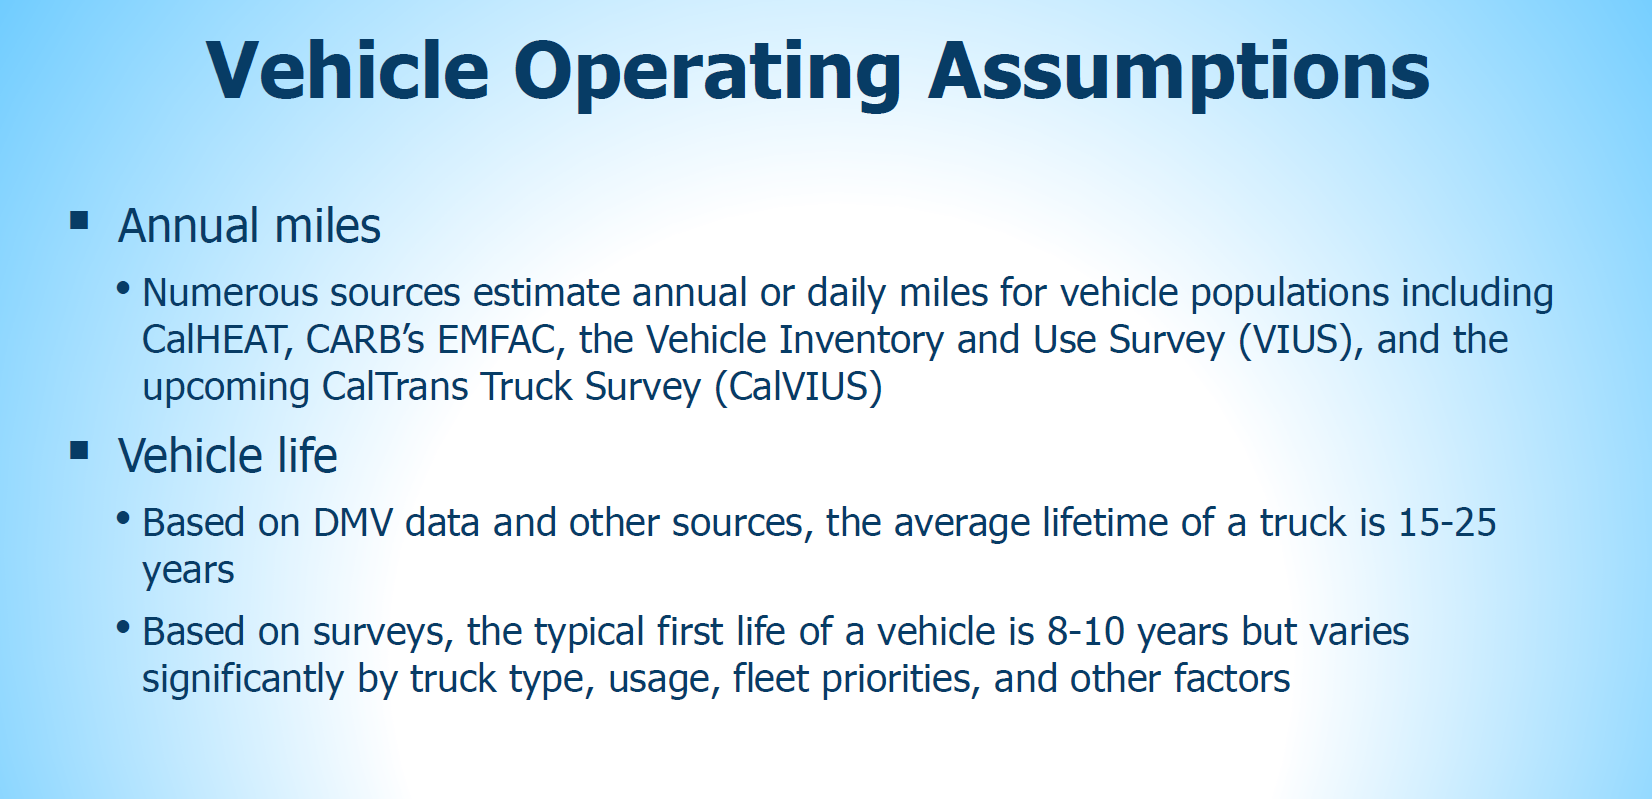 Vehicle Operating Assumptions
▪ Annual miles
• Numerous sources estimate annual or daily miles for vehicle populations including
CalHEAT, CARB’s EMFAC, the Vehicle Inventory and Use Survey (VIUS), and the
upcoming CalTrans Truck Survey (CalVIUS)
▪ Vehicle life
• Based on DMV data and other sources, the average lifetime of a truck is 15-25
years
• Based on surveys, the typical first life of a vehicle is 8-10 years but varies
significantly by truck type, usage, fleet priorities, and other factors